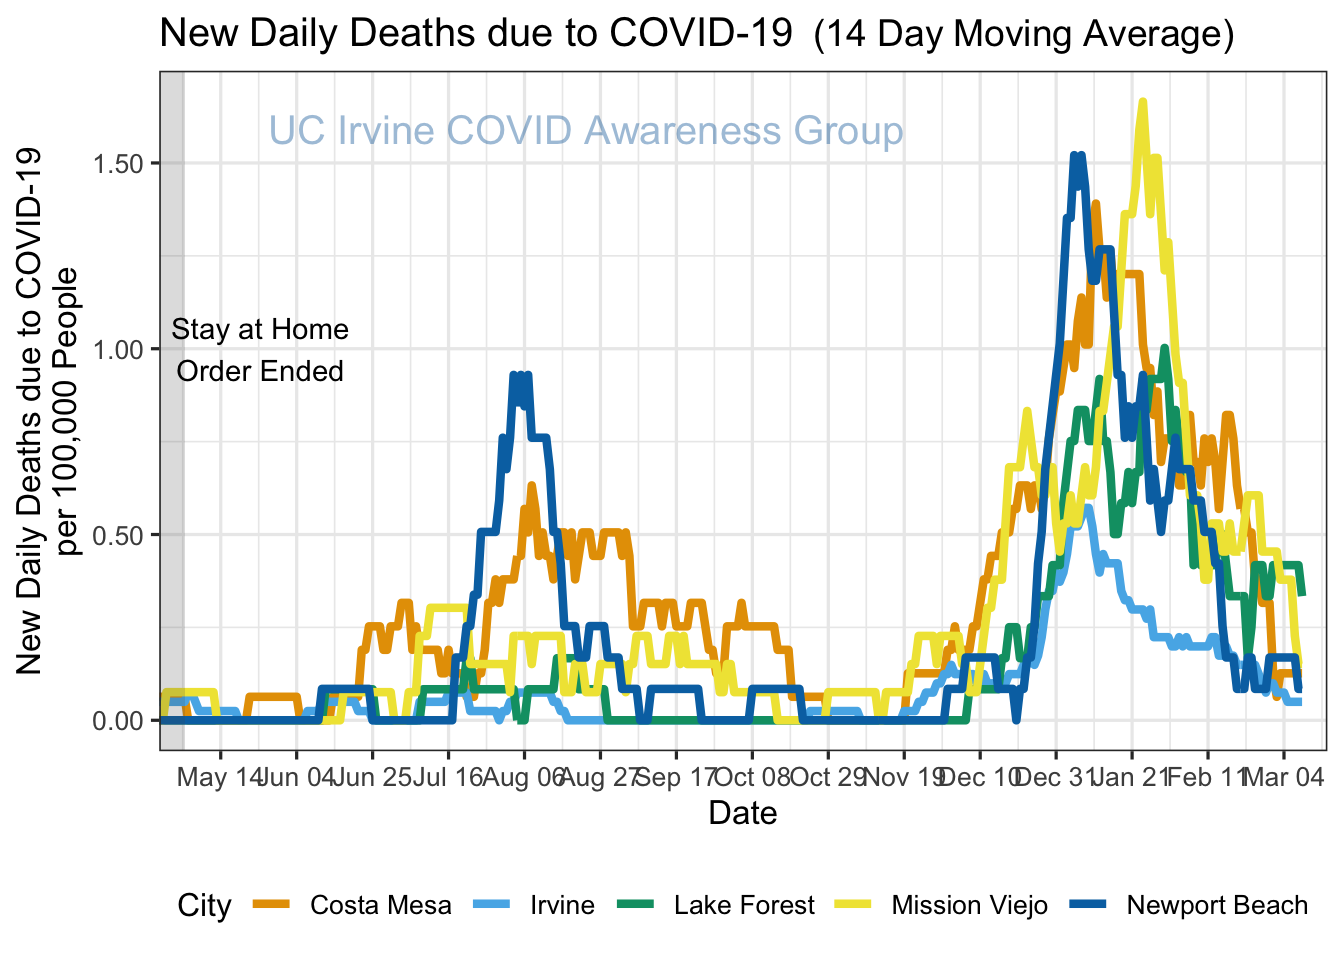 New Daily Deaths due to COVID-19 (14 Day Moving Average)
UC Irvine COVID Awareness Group
New Daily Deaths due to COVID-19
per 100,000 People
1.50
1.00
0.50
0.00
Stay at Home
Order Ended
May 14 Jun 04 Jun 25 Jul 16 Aug 06 Aug 27 Sep 17 Oct 08 Oct 29 Nov 19 Dec 10 Dec 31 Jan 21 Feb 11 Mar 04
Date
City Costa Mesa Irvine Lake Forest Mission Viejo Newport Beach